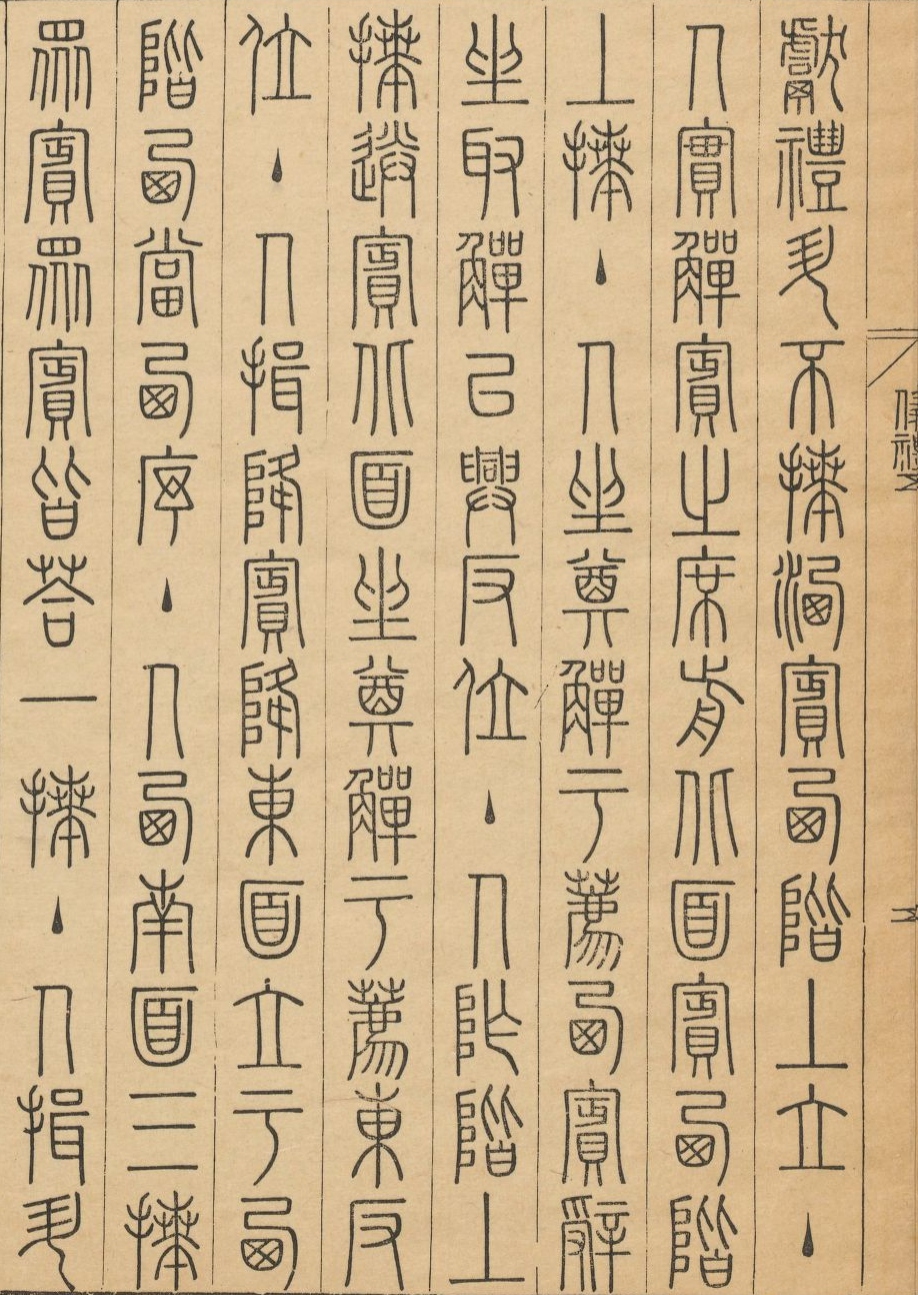 獻禮升不拜洗賓西階上立主
人實觶賓之席前北面賓西階
上拜主人坐奠觶于薦西賓辭
坐取觶以興反位主人阼階上
拜送賓北面坐奠觶于薦東反
位主人揖降賓降東面立于西
階西當西序主人西南面三拜
眾賓眾賓皆答一拜主人揖升